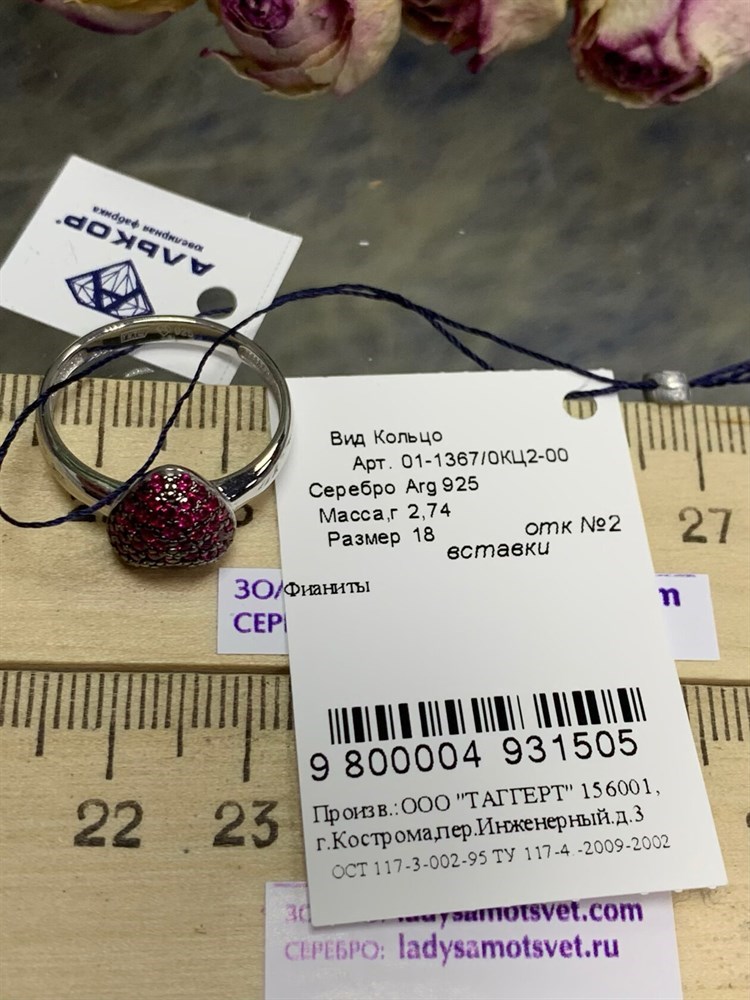 АЛЬКОР
ювелирная фабрика
Вид Кольцо
Арт. 01-1367/0КЦ2-00
Серебро Arg 925
Масса,г 2,74
Размер 18
отк №2
вставки
Фианиты
27
ЗО
m
СЕР
9 800004 931505
22
23
Произв.:ООО "ТАГГЕРТ" 156001,
г.Кострома,пер.Инженерный.д.3
ОСТ 117-3-002-95 ТУ 117-4.-2009-2002
ladysamotsvet.com
СЕРЕБРО: ladysamotsvet.ru